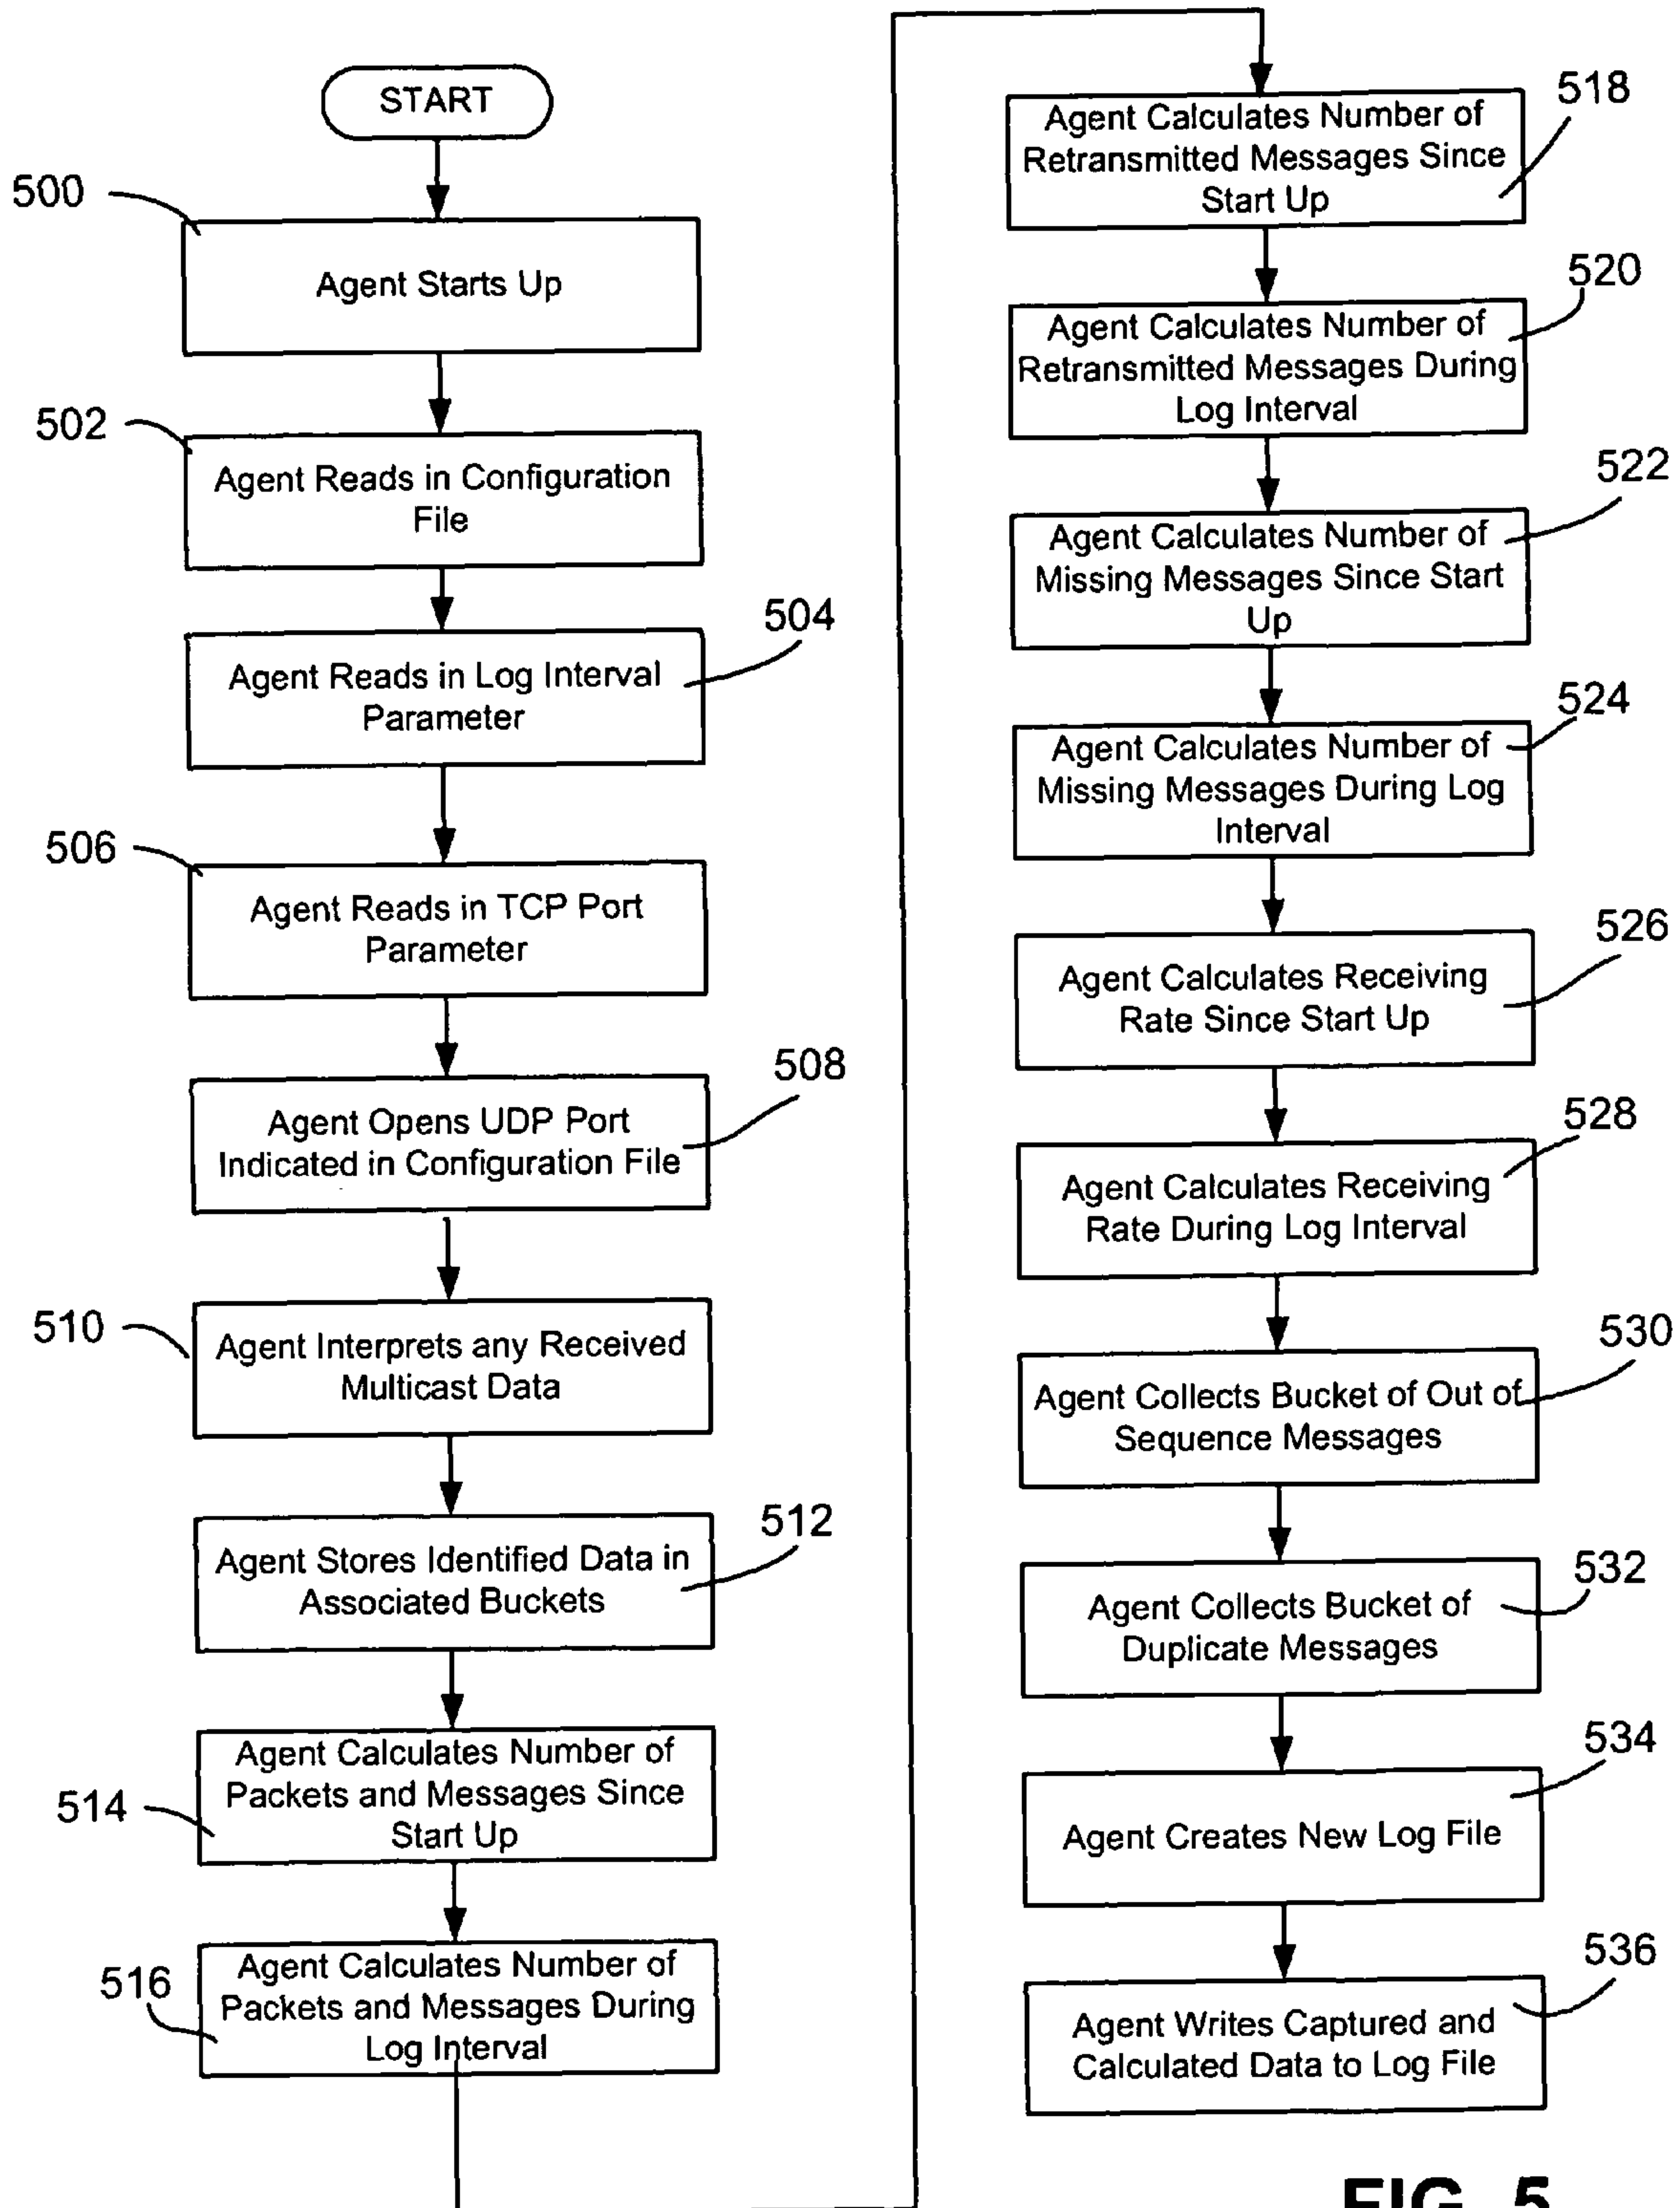 START
500
Agent Starts Up
502
Agent Reads in Configuration
File
504
Agent Reads in Log Interval
Parameter
506
Agent Reads in TCP Port
Parameter
508
Agent Opens UDP Port
Indicated in Configuration File
510
Agent Interprets any Received
Multicast Data
512
Agent Stores Identified Data in
Associated Buckets
514
Agent Calculates Number of
Packets and Messages Since
Start Up
516
Agent Calculates Number of
Packets and Messages During
Log Interval
518
Agent Calculates Number of
Retransmitted Messages Since
Start Up
520
Agent Calculates Number of
Retransmitted Messages During
Log Interval
522
Agent Calculates Number of
Missing Messages Since Start
Up
524
Agent Calculates Number of
Missing Messages During Log
Interval
526
Agent Calculates Receiving
Rate Since Start Up
528
Agent Calculates Receiving
Rate During Log Interval
530
Agent Collects Bucket of Out of
Sequence Messages
532
Agent Collects Bucket of
Duplicate Messages
534
Agent Creates New Log File
536
Agent Writes Captured and
Calculated Data to Log File
FIG. 5